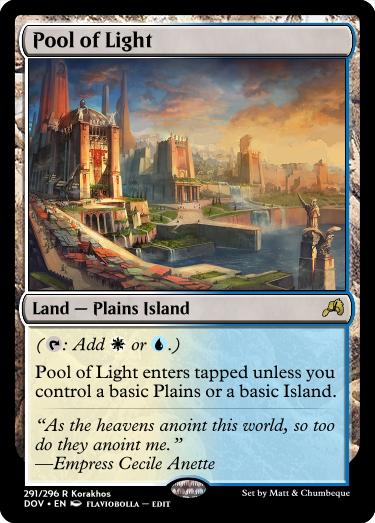 Pool of Light
Land — Plains Island
(T: Add W or U.)
Pool of Light enters tapped unless you
control a basic Plains or a basic Island.
“As the heavens anoint this world, so too
do they anoint me.”
—Empress Cecile Anette
291/296 R Korakhos
DOV • EN FLAVIOBOLLA — EDIT
Set by Matt & Chumbeque